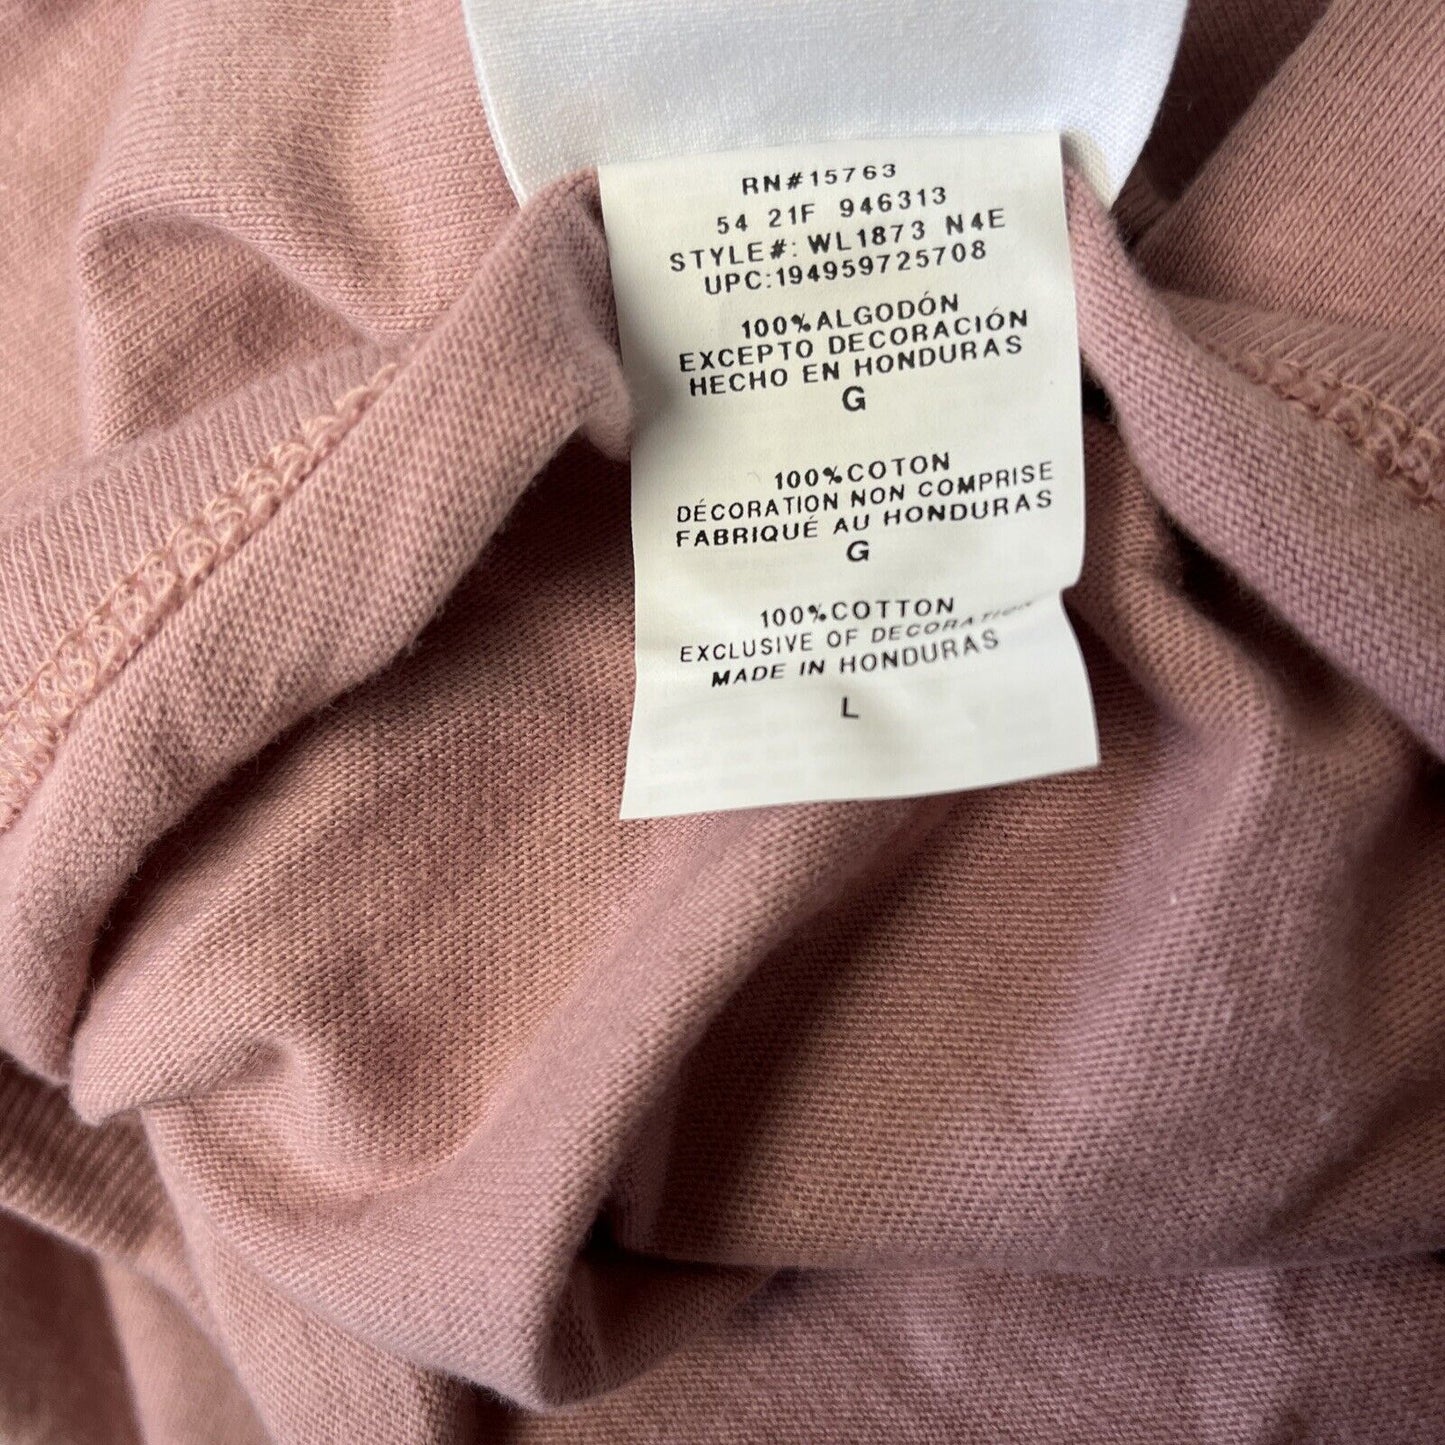 RN#15763
54 21F 946313
STYLE#: WL1873 N4E
UPC:194959725708
100%ALGODÓN
EXCEPTO DECORACIÓN
HECHO EN HONDURAS
G
100%COTON
DÉCORATION NON COMPRISE
FABRIQUÉ AU HONDURAS
G
100%COTTON
EXCLUSIVE OF DECORATION
MADE IN HONDURAS
L